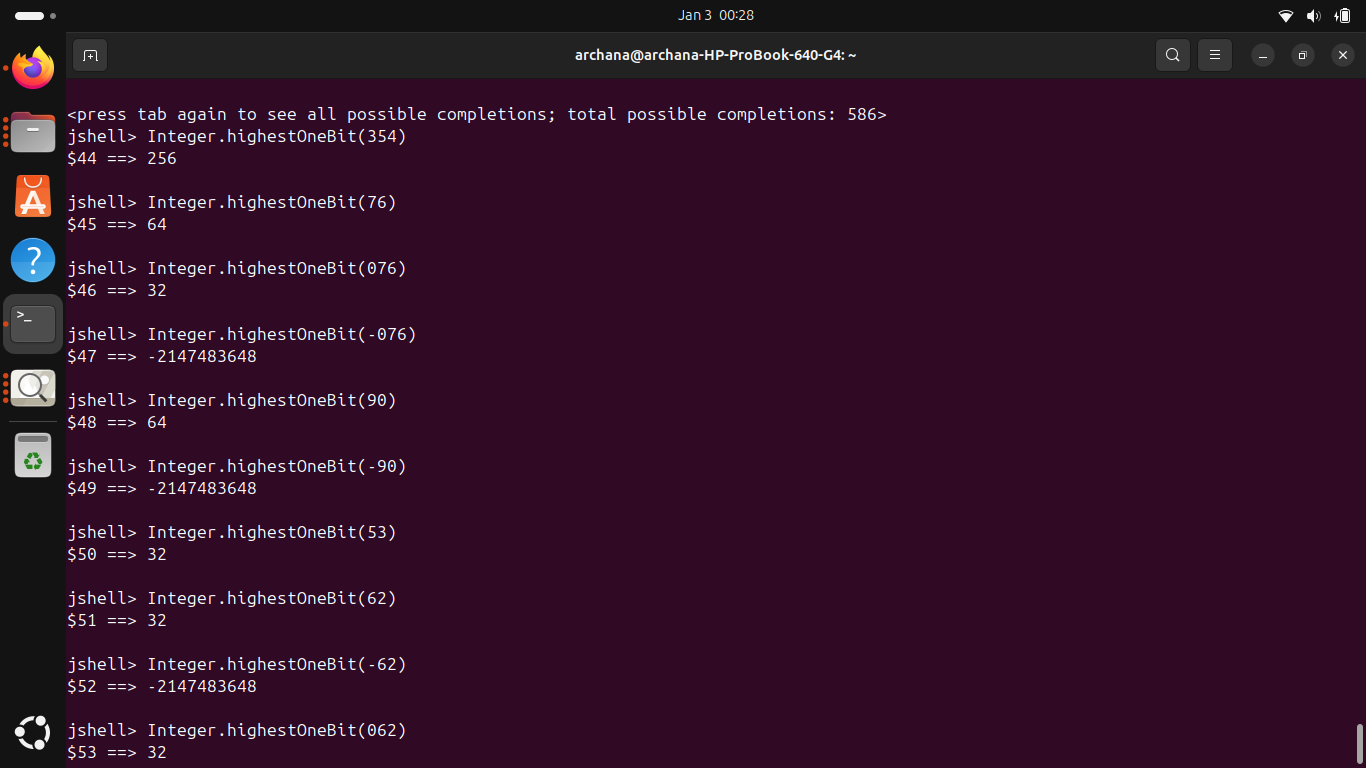 Jan 3 00:28
archana@archana-HP-ProBook-640-G4: ~
<press tab again to see all possible completions; total possible completions: 586>
jshell> Integer.highestOneBit(354)
$44 ==> 256
jshell> Integer.highestOneBit(76)
$45 ==> 64
jshell> Integer.highestOneBit(076)
$46 ==> 32
jshell> Integer.highestOneBit(-076)
$47 ==> -2147483648
jshell> Integer.highestOneBit(90)
$48 ==> 64
jshell> Integer.highestOneBit(-90)
$49 ==> -2147483648
jshell> Integer.highestOneBit(53)
$50 ==> 32
jshell> Integer.highestOneBit(62)
$51 ==> 32
jshell> Integer.highestOneBit(-62)
$52 ==> -2147483648
jshell> Integer.highestOneBit(062)
$53 ==> 32